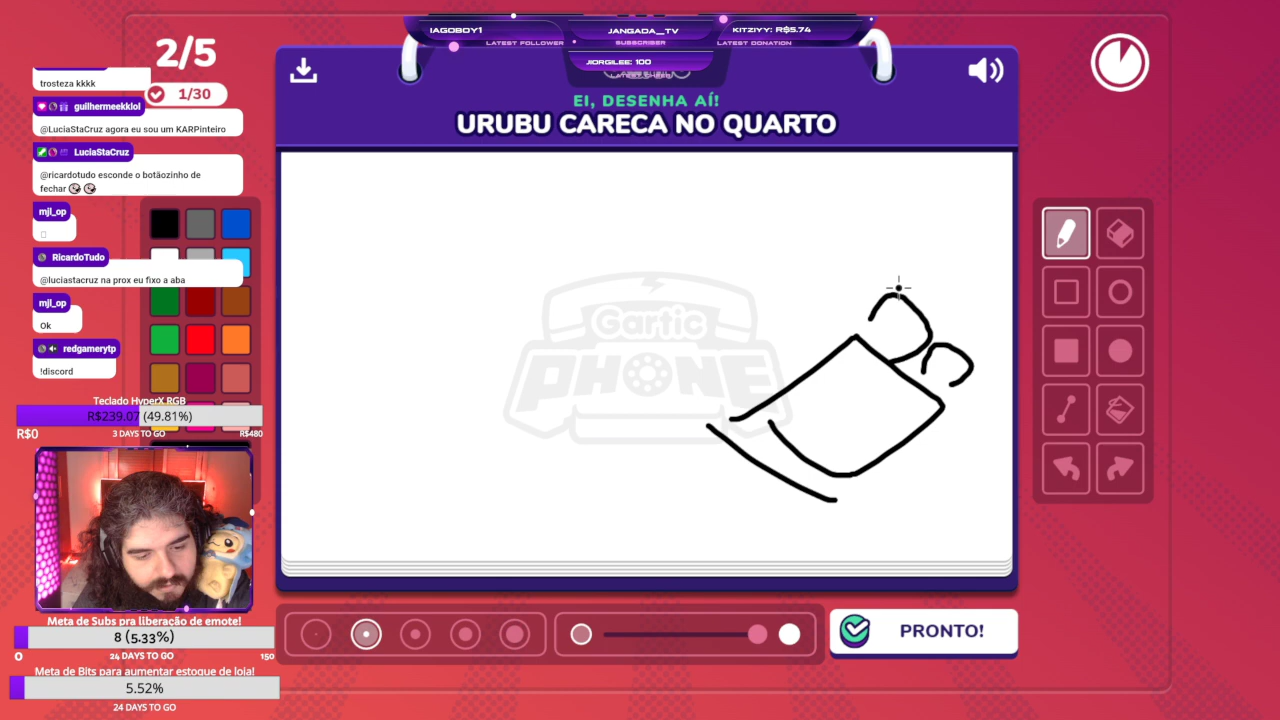 IAGOBOY1
LATEST FOLLOWER
JANGADA__TV
SUBSCRIBER
KITZIYY: R$5.74
LATEST DONATION
JIORGILEE: 100
2/5
1/30
EI, DESENHA AÍ!
URUBU CARECA NO QUARTO
trosteza kkkk
guilhermeekklol
@LuciaStaCruz agora eu sou um KARPinteiro
LuciaStaCruz
@ricardotudo esconde o botãozinho de
fechar
mjl_op
RicardoTudo
@luciastacruz na prox eu fixo a aba
mjl_op
Ok
redgamerytp
!discord
Gartic
PHONE
Teclado HyperX RGB
R$239.07 (49.81%)
R$0
3 DAYS TO GO
R$480
Meta de Subs pra liberação de emote!
8 (5.33%)
0
24 DAYS TO GO
150
Meta de Bits para aumentar estoque de lola!
5.52%
24 DAYS TO GO
PRONTO!